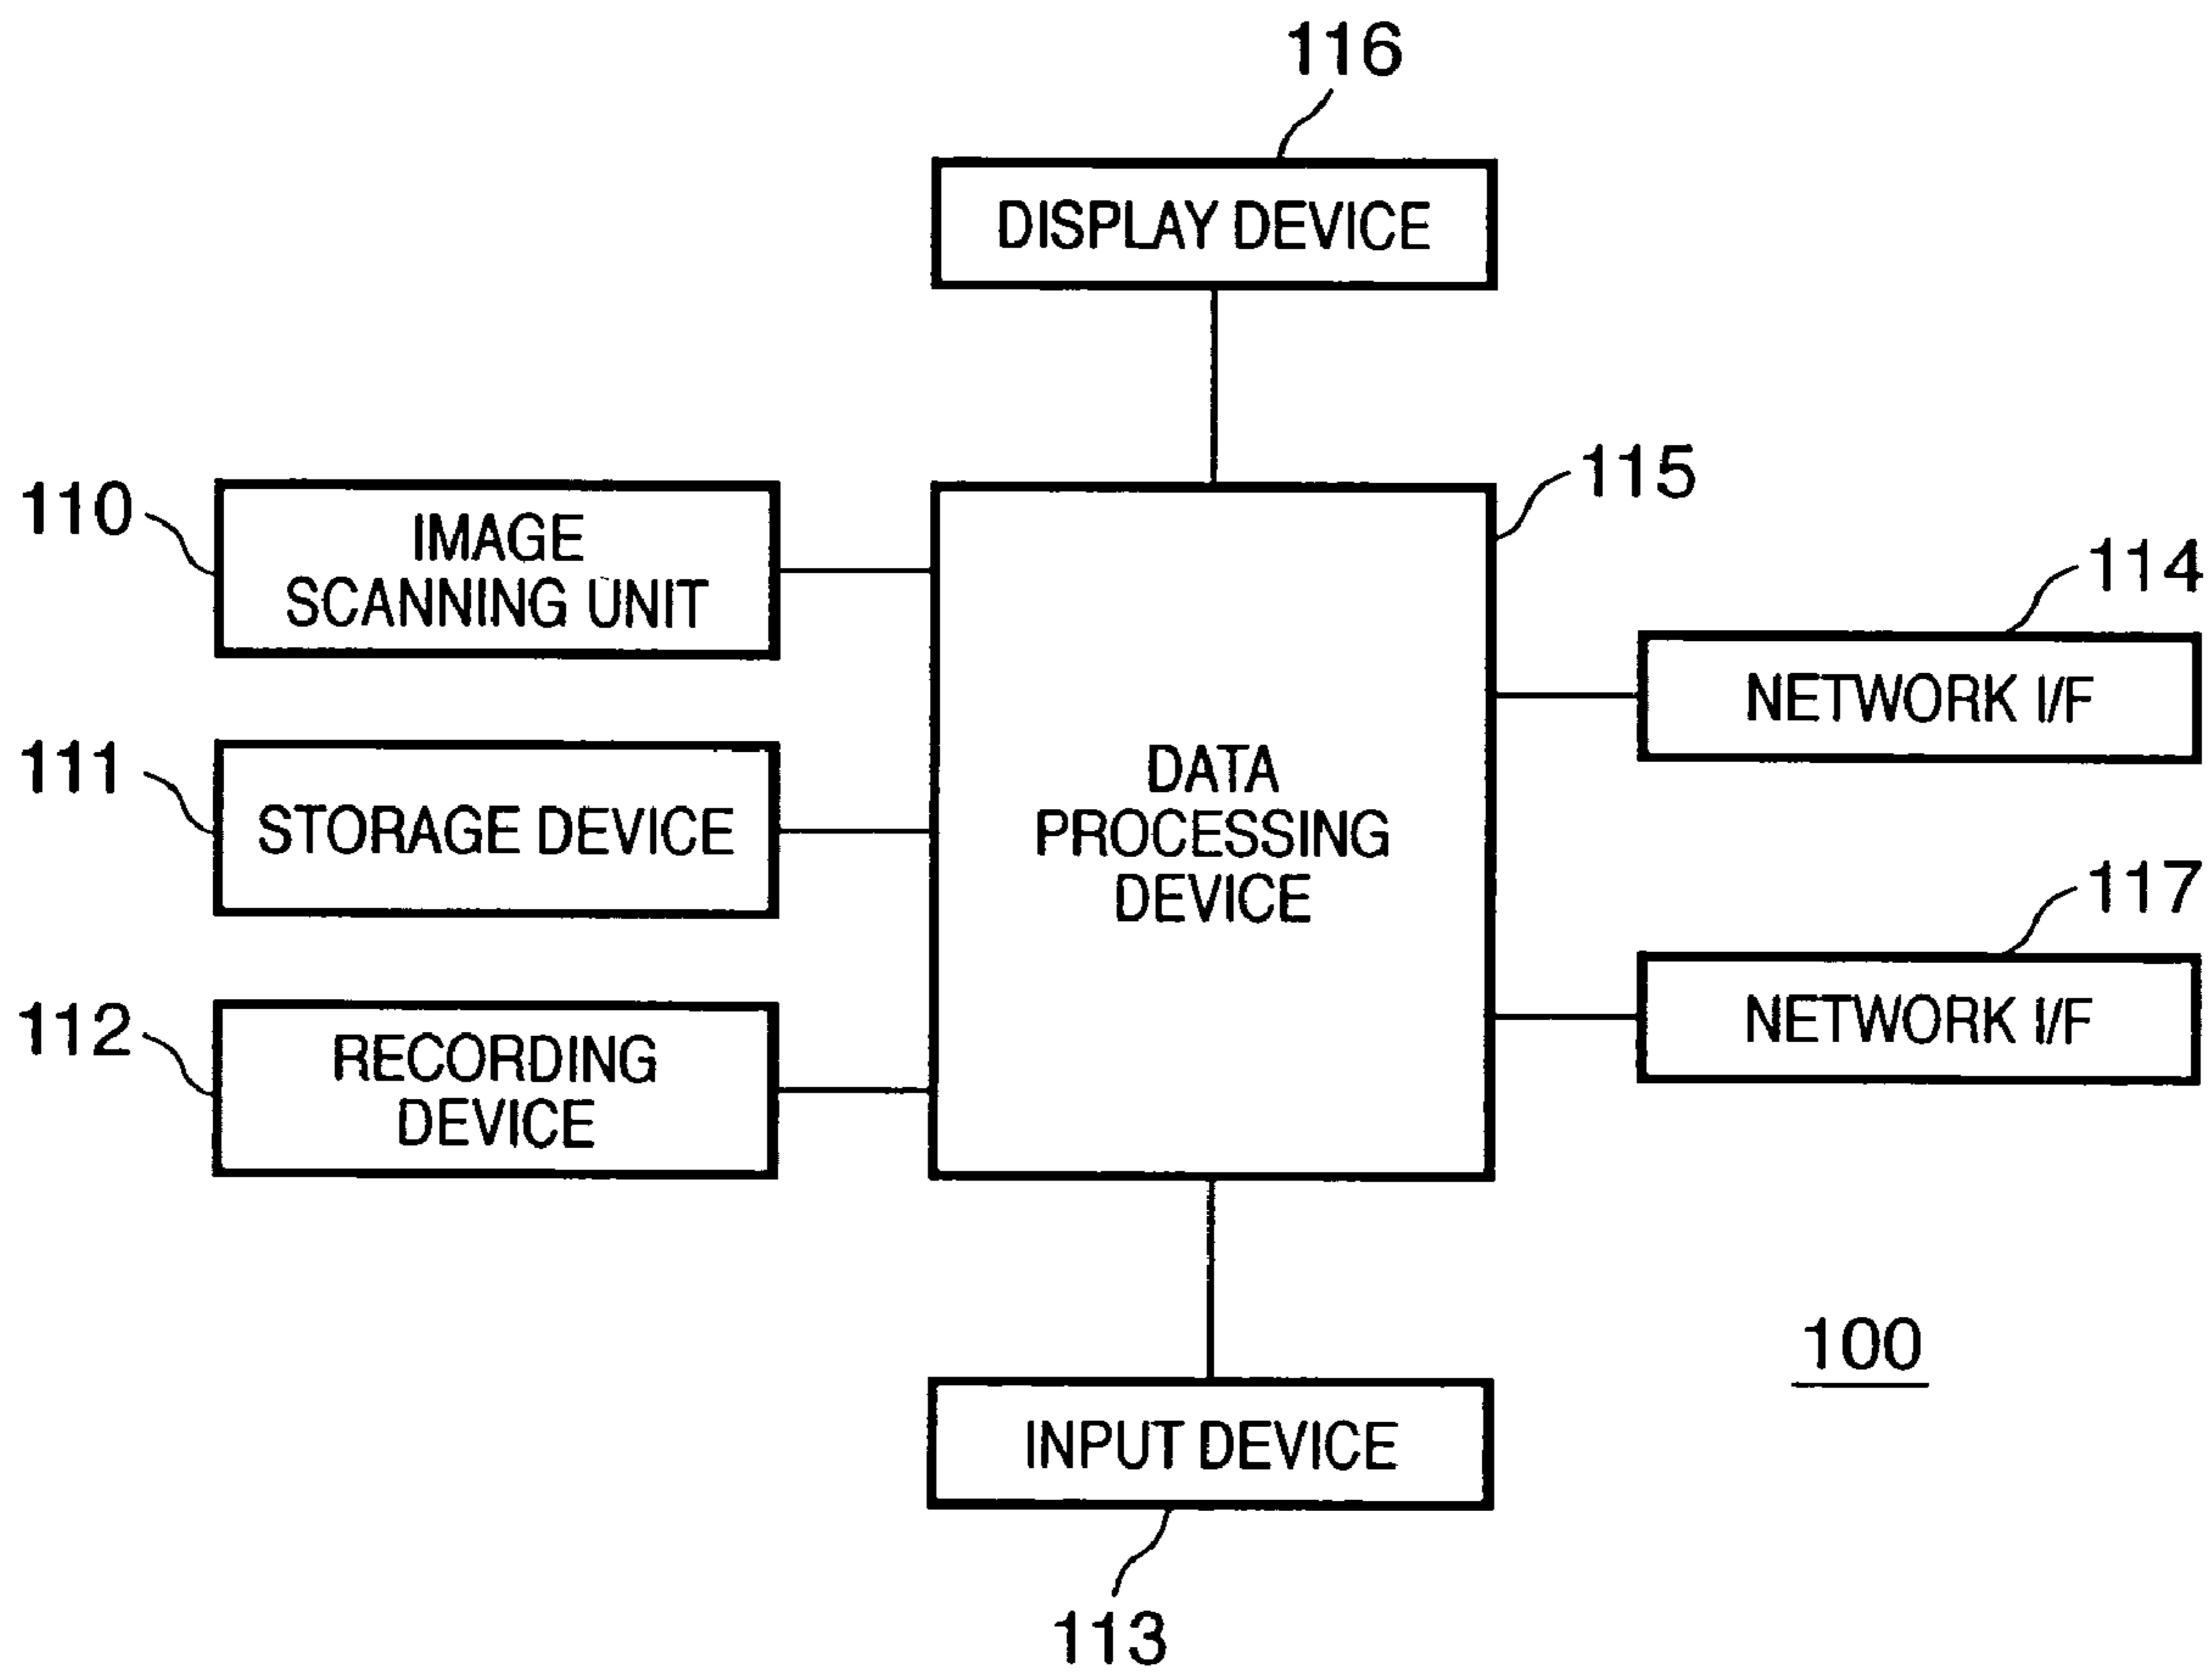 116
DISPLAY DEVICE
115
110
IMAGE
SCANNING UNIT
114
NETWORK I/F
111
STORAGE DEVICE
DATA
PROCESSING
DEVICE
117
NETWORK I/F
112
RECORDING
DEVICE
100
INPUT DEVICE
113